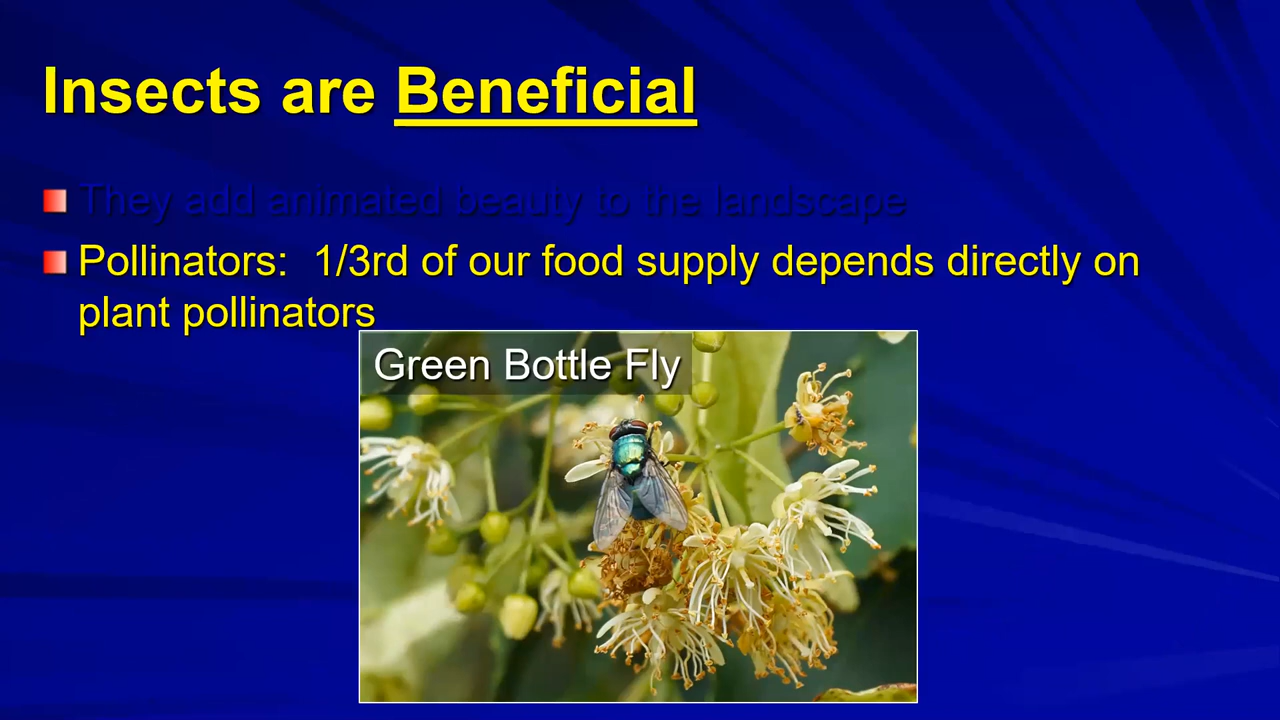 Insects are Beneficial
They add animated beauty to the landscape
Pollinators:  1/3rd of our food supply depends directly on
plant pollinators
Green Bottle Fly